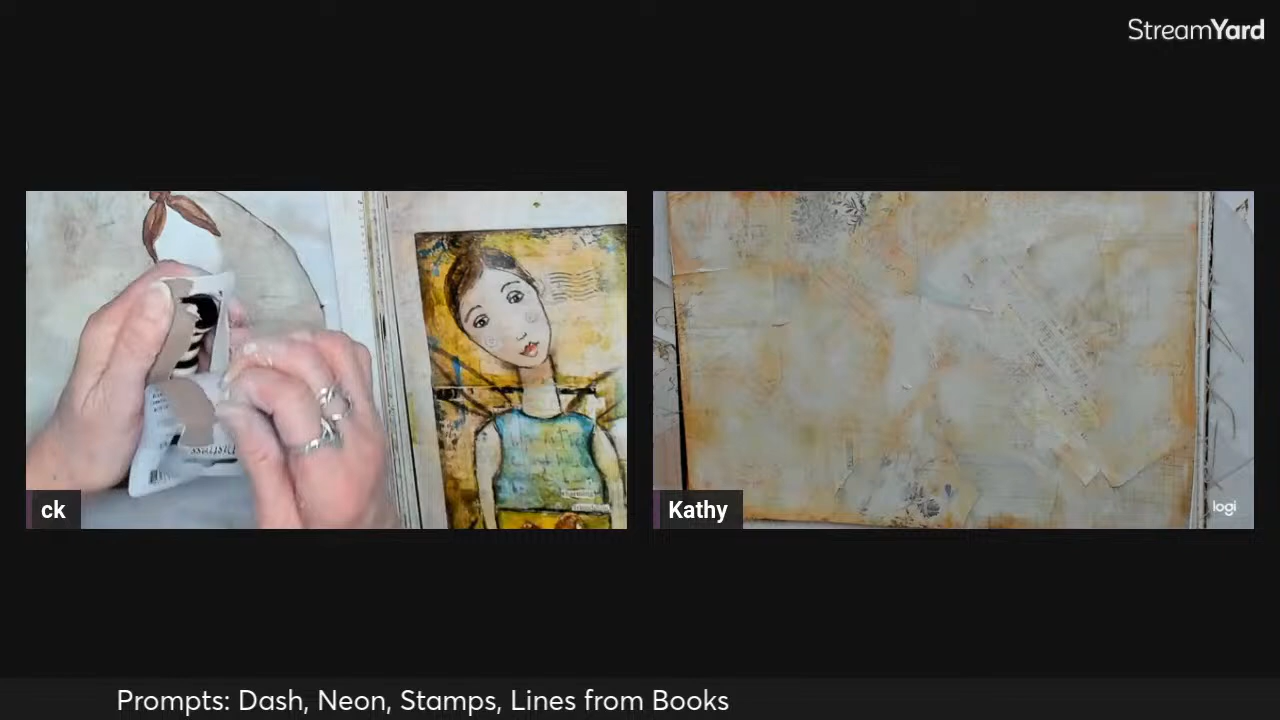 StreamYard
ck
Kathy
logi
Prompts: Dash, Neon, Stamps, Lines from Books